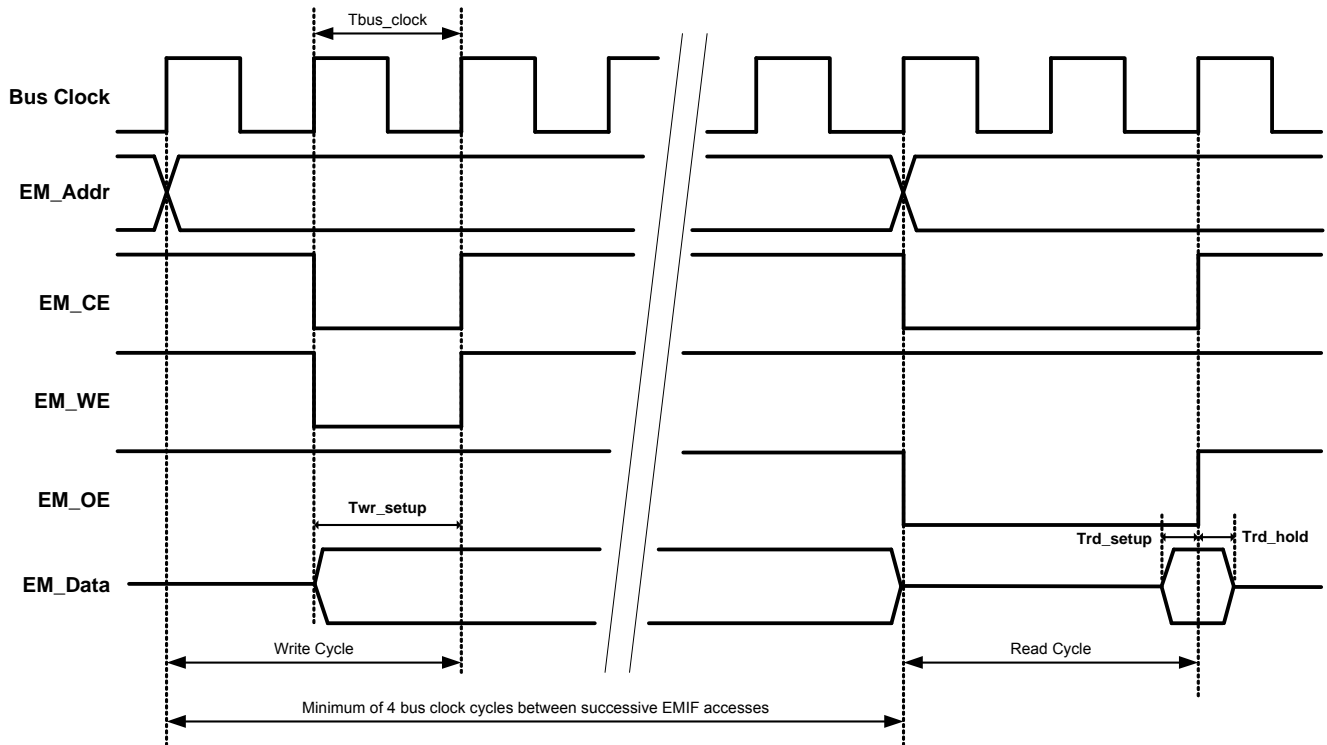 Tbus_clock
Bus Clock
EM_Addr
EM_CE
EM_WE
EM_OE
Twr_setup
Trd_setup
Trd_hold
EM_Data
Write Cycle
Read Cycle
Minimum of 4 bus clock cycles between successive EMIF accesses